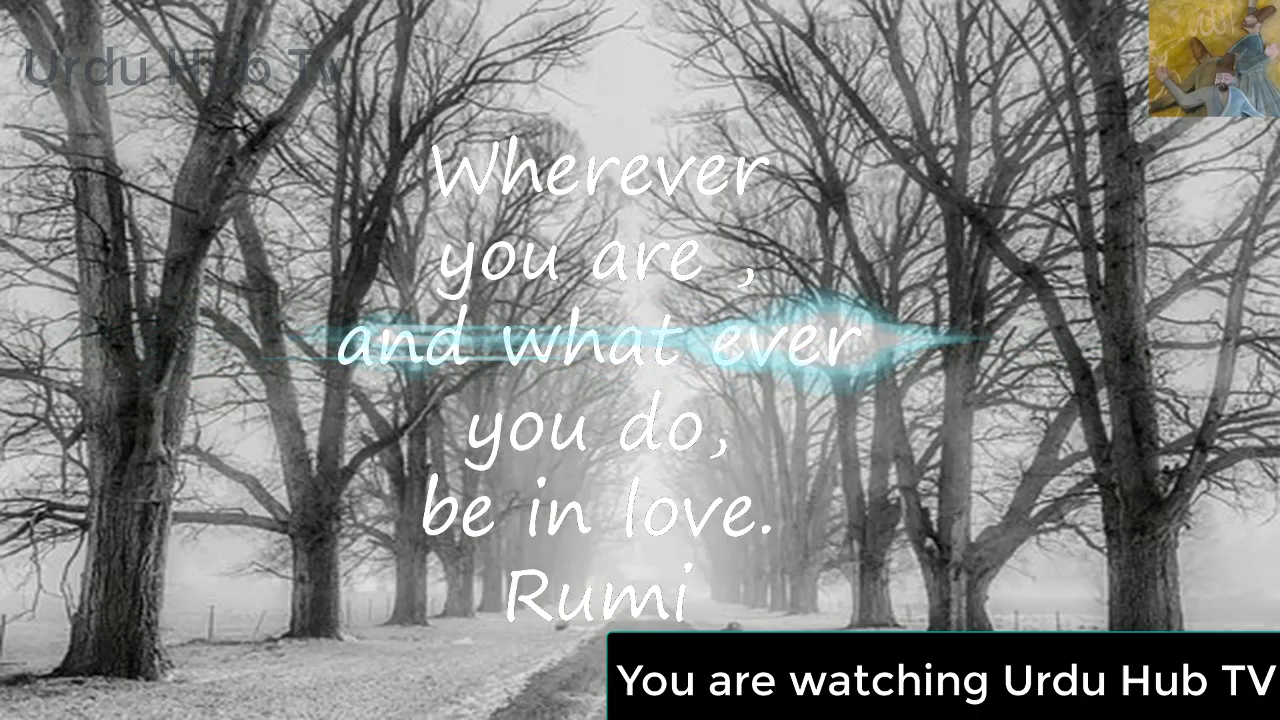 Urdu Hub Tv
Wherever
you are ,
and what ever
you do,
be in love.
Rumi
You are watching Urdu Hub TV